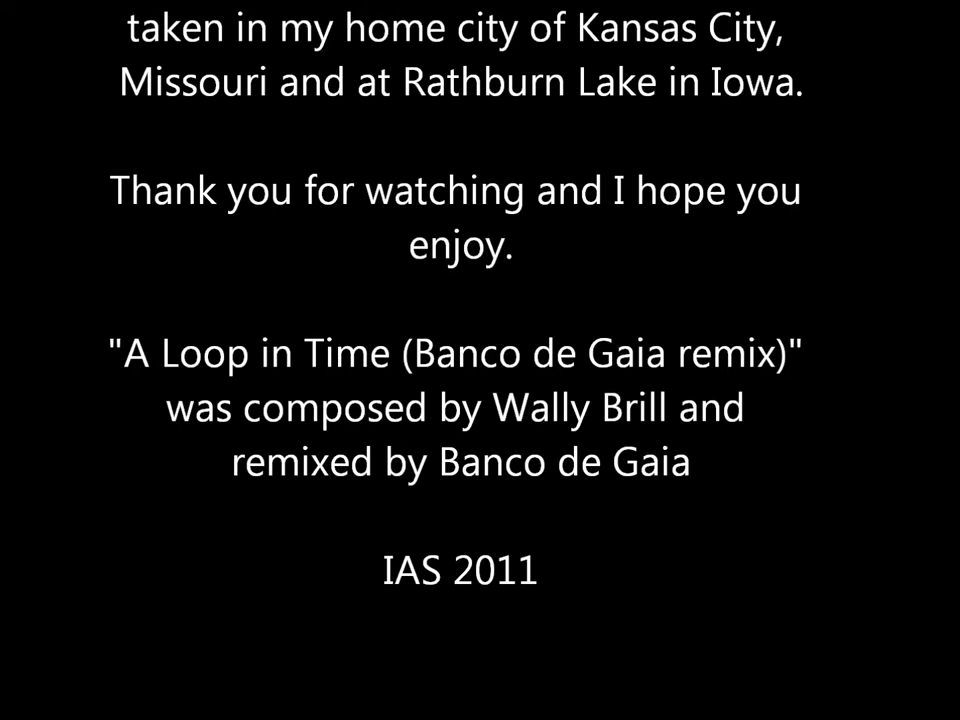 taken in my home city of Kansas City,
Missouri and at Rathburn Lake in Iowa.
Thank you for watching and I hope you
enjoy.
"A Loop in Time (Banco de Gaia remix)"
was composed by Wally Brill and
remixed by Banco de Gaia
IAS 2011